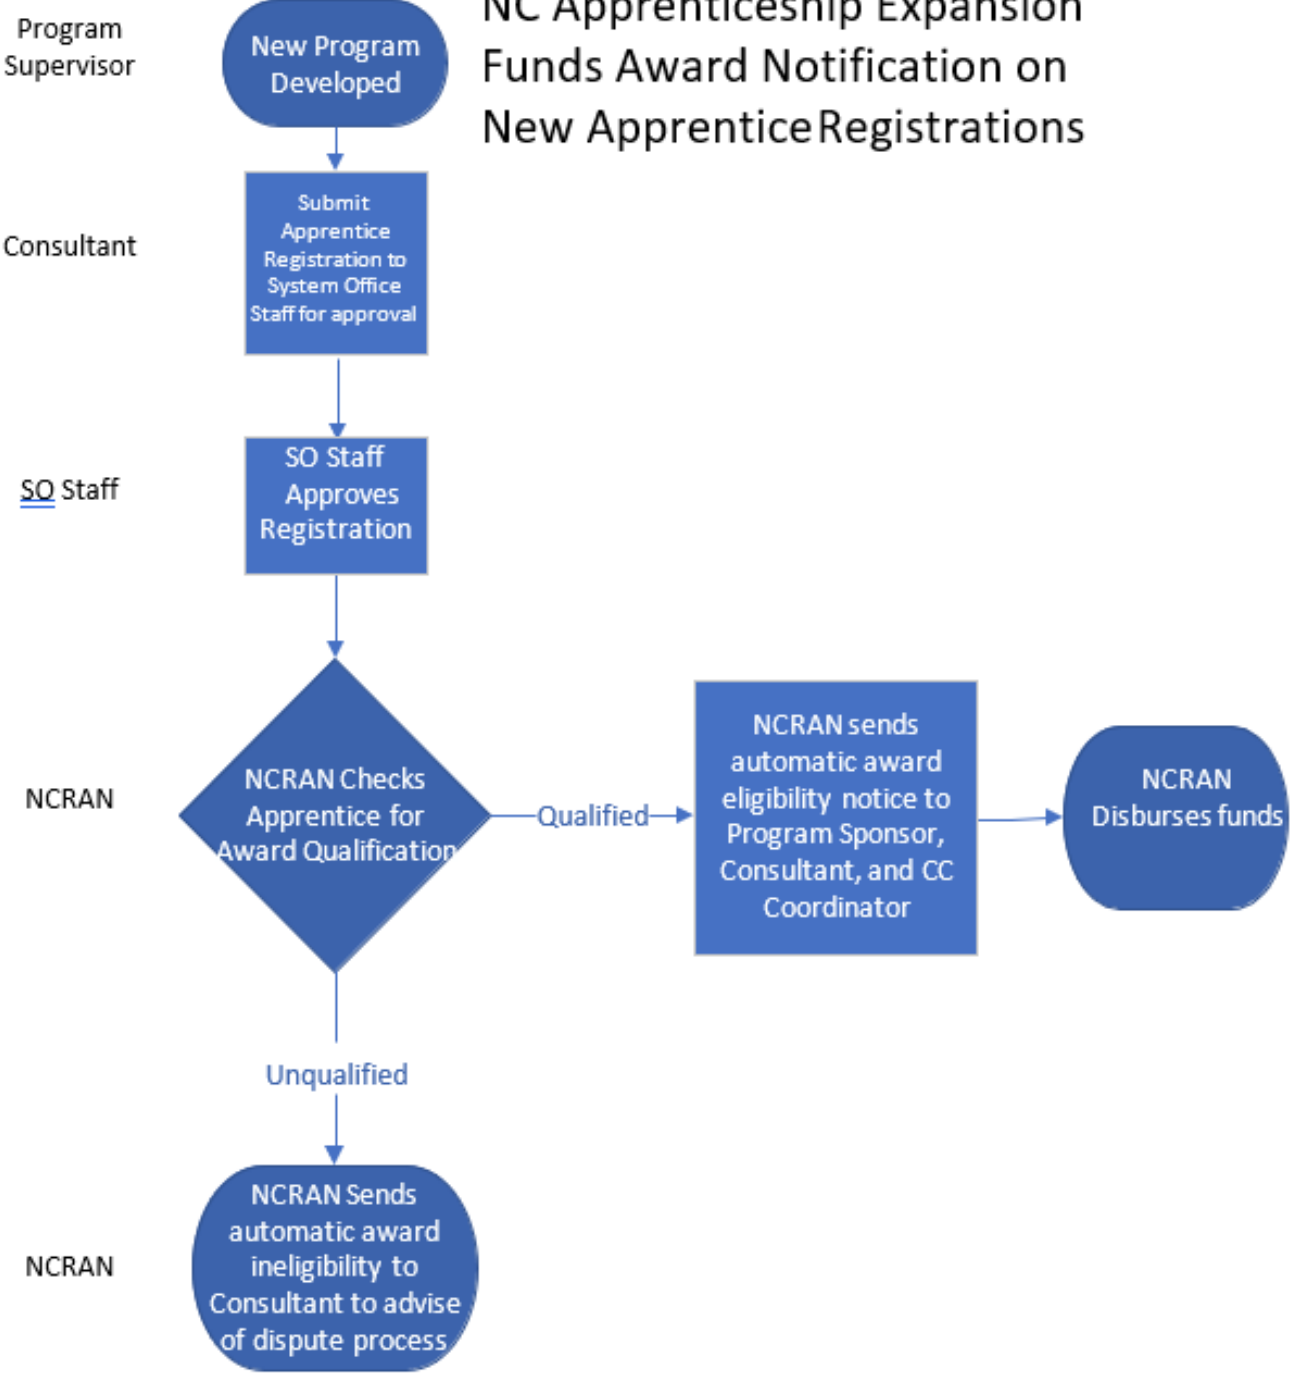 NC Apprenticeship Expansion
Funds Award Notification on
New Apprentice Registrations
Program
Supervisor
New Program
Developed
Consultant
Submit
Apprentice
Registration to
System Office
Staff for approval
SO Staff
SO Staff
Approves
Registration
NCRAN
NCRAN Checks
Apprentice for
Award Qualification
Qualified
NCRAN sends
automatic award
eligibility notice to
Program Sponsor,
Consultant, and CC
Coordinator
NCRAN
Disburses funds
Unqualified
NCRAN
NCRAN Sends
automatic award
ineligibility to
Consultant to advise
of dispute process